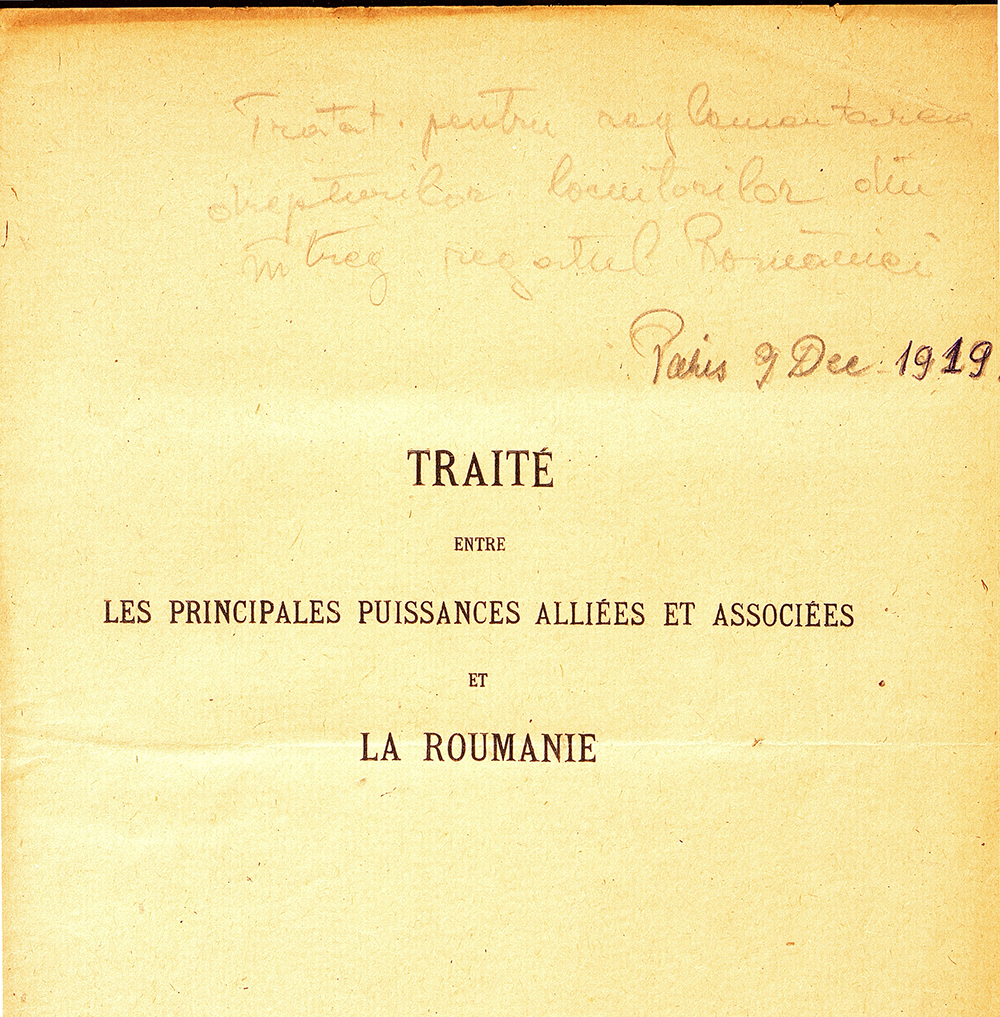 Tratat pentru reglementarea
drepturilor locuitorilor din
întreg regatul României
Paris 9 Dec 1919.
TRAITÉ
ENTRE
LES PRINCIPALES PUISSANCES ALLIÉES ET ASSOCIÉES
ET
LA ROUMANIE